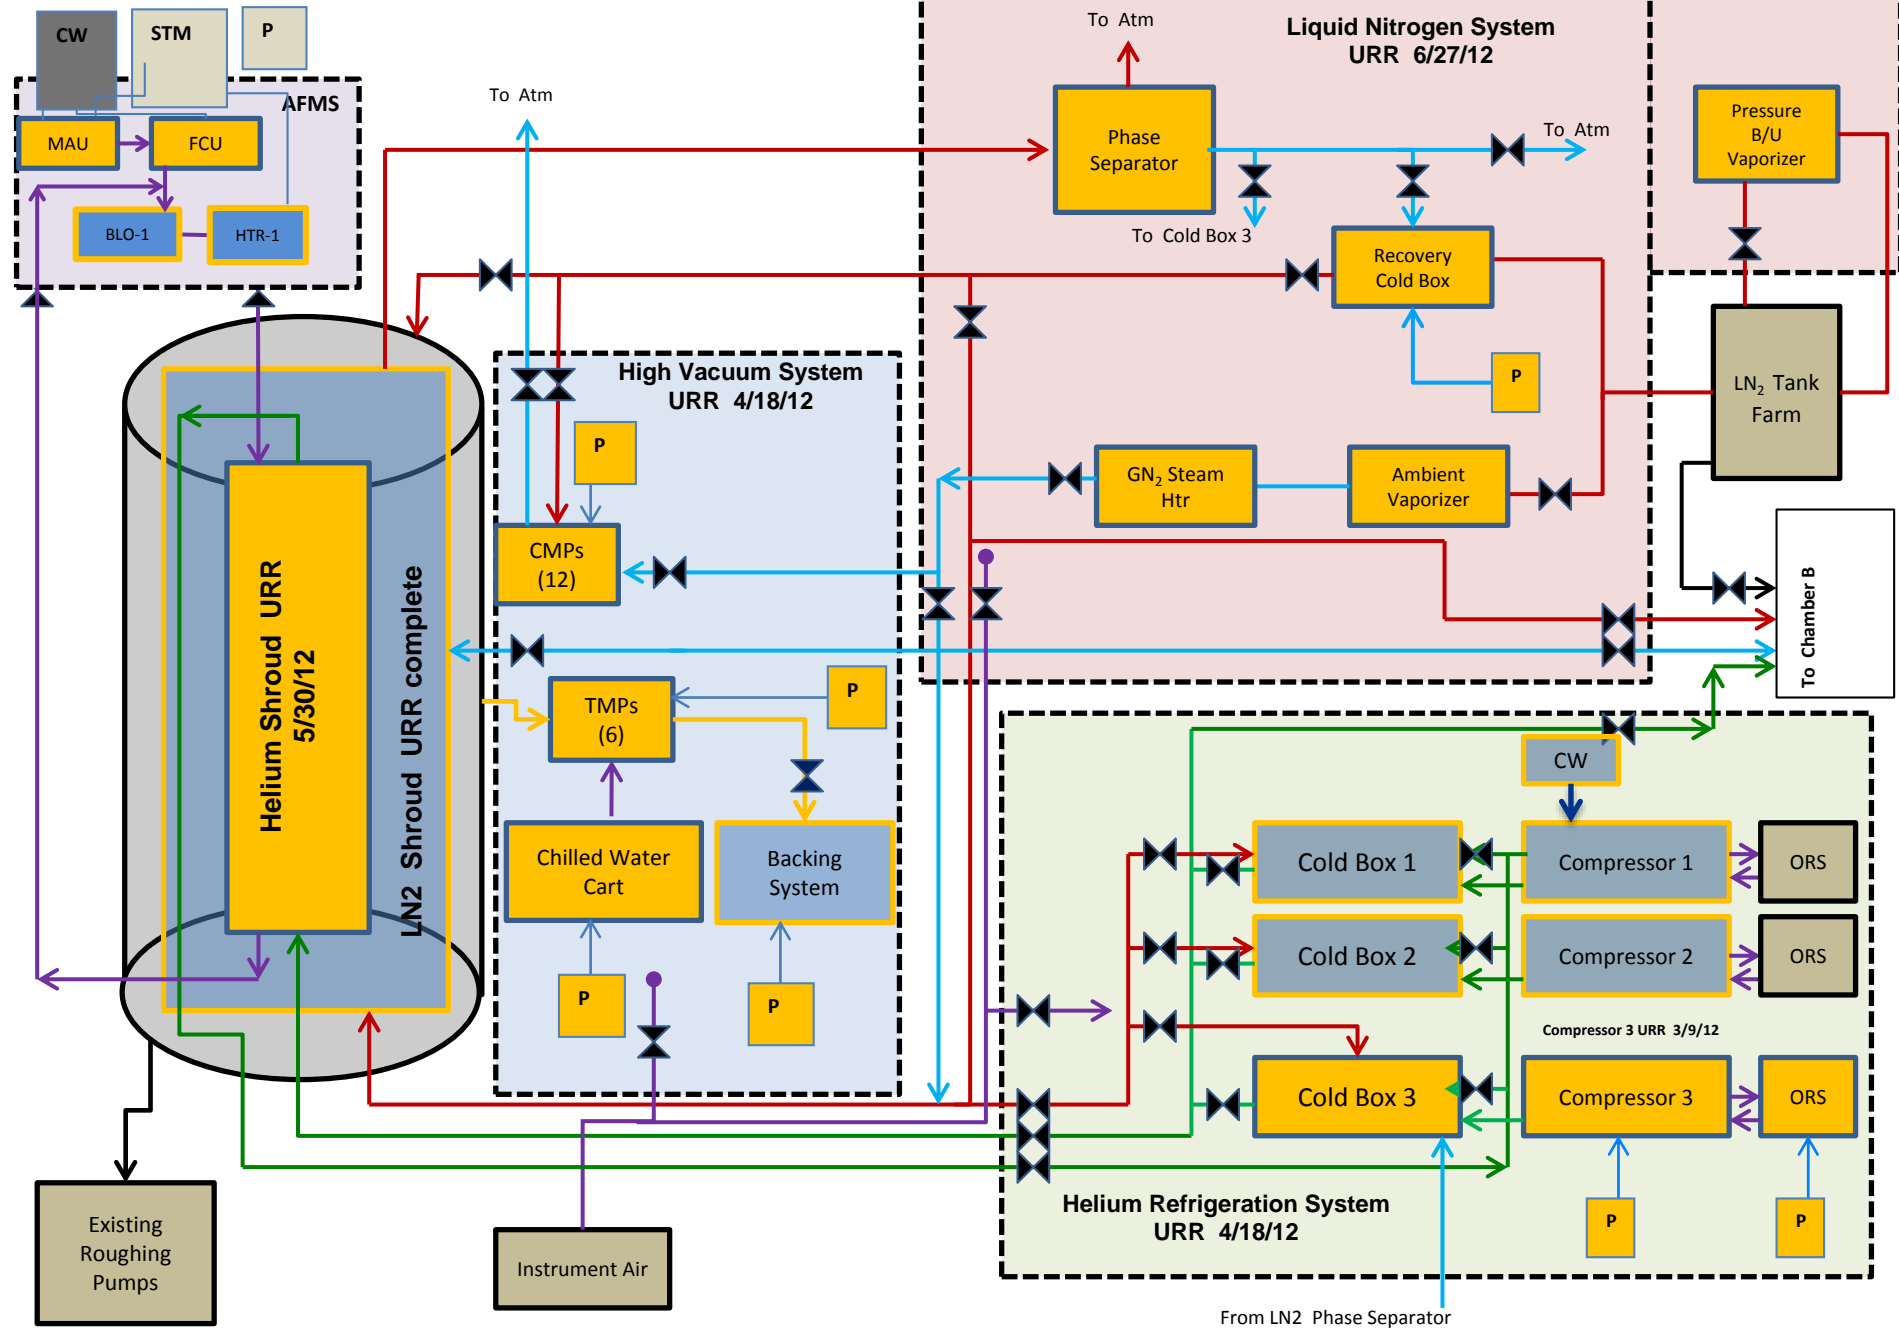 CW
STM
P
AFMS
MAU
FCU
BLO-1
HTR-1
To Atm
To Atm
Liquid Nitrogen System
URR 6/27/12
Phase
Separator
To Atm
To Cold Box 3
Recovery
Cold Box
P
GN2 Steam
Htr
Ambient
Vaporizer
Pressure
B/U
Vaporizer
LN2 Tank
Farm
To Chamber B
High Vacuum System
URR 4/18/12
P
CMPs
(12)
TMPs
(6)
P
Chilled Water
Cart
Backing
System
P
P
Helium Shroud URR
5/30/12
LN2 Shroud URR complete
CW
Cold Box 1
Compressor 1
ORS
Cold Box 2
Compressor 2
ORS
Compressor 3 URR 3/9/12
Cold Box 3
Compressor 3
ORS
P
P
Helium Refrigeration System
URR 4/18/12
From LN2 Phase Separator
Existing
Roughing
Pumps
Instrument Air